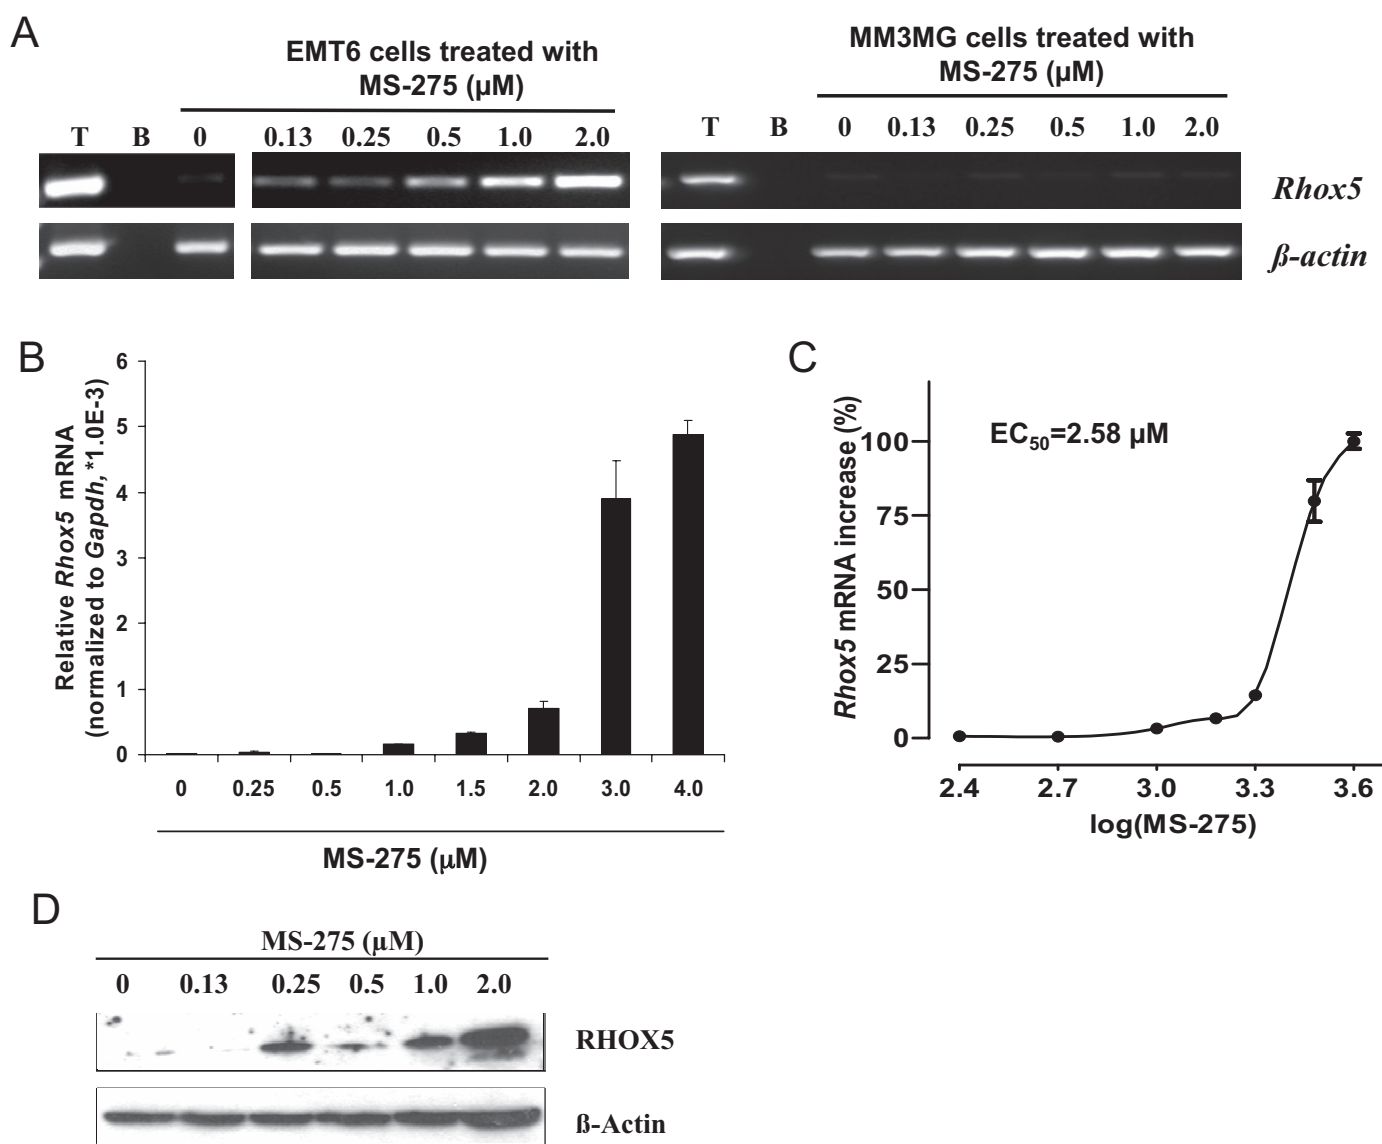 A
EMT6 cells treated with
MS-275 (µM)
T B 0 0.13 0.25 0.5 1.0 2.0
MM3MG cells treated with
MS-275 (µM)
T B 0 0.13 0.25 0.5 1.0 2.0
Rhox5
ß-actin
B
Relative Rhox5 mRNA
(normalized to Gapdh, *1.0E-3)
6
5
4
3
2
1
0
0 0.25 0.5 1.0 1.5 2.0 3.0 4.0
MS-275 (µM)
C
Rhox5 mRNA increase (%)
EC50=2.58 µM
100
75
50
25
0
2.4 2.7 3.0 3.3 3.6
log(MS-275)
D
MS-275 (µM)
0 0.13 0.25 0.5 1.0 2.0
RHOX5
ß-Actin